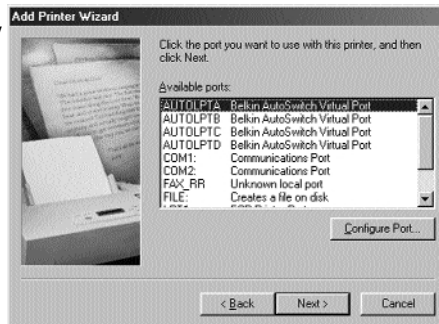 Add Printer Wizard
Click the port you want to use with this printer, and then
click Next.
Available ports:
AUTOLPTA Belkin AutoSwitch Virtual Port
AUTOLPTB Belkin AutoSwitch Virtual Port
AUTOLPTC Belkin AutoSwitch Virtual Port
AUTOLPTD Belkin AutoSwitch Virtual Port
COM1: Communications Port
COM2: Communications Port
FAX_RR Unknown local port
FILE: Creates a file on disk
Configure Port...
< Back Next > Cancel